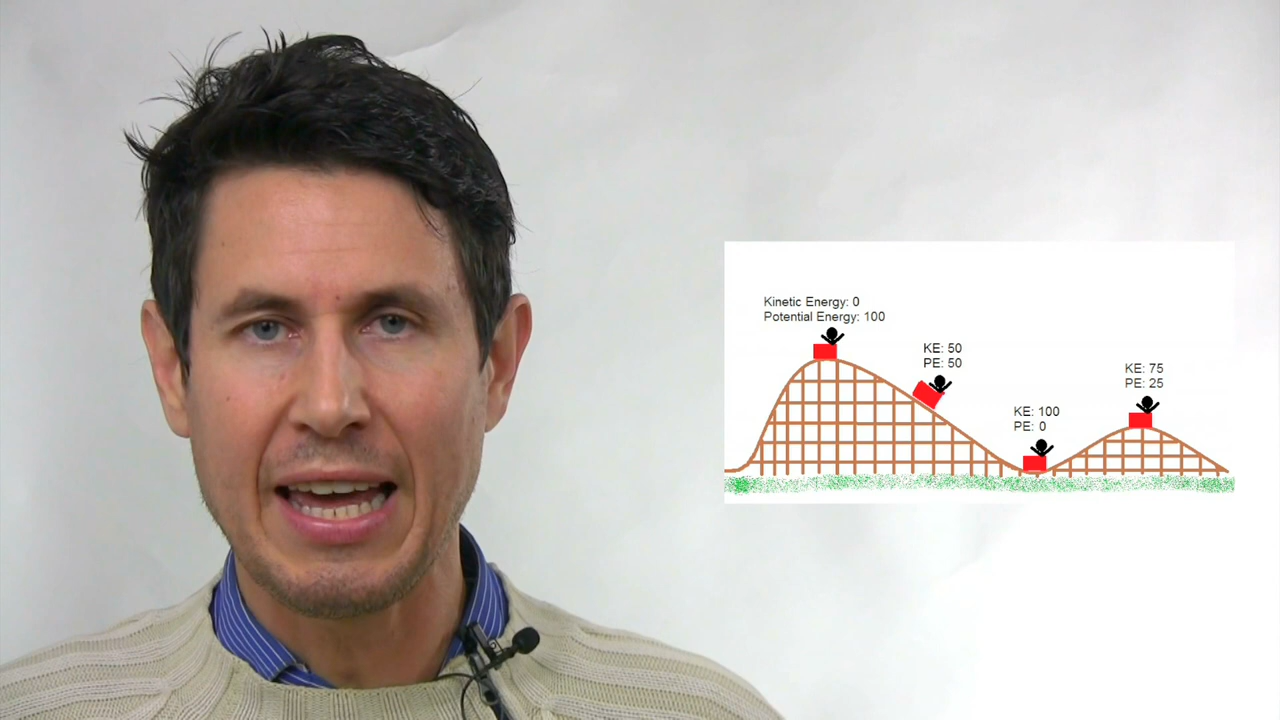 Kinetic Energy: 0
Potential Energy: 100
KE: 50
PE: 50
KE: 100
PE: 0
KE: 75
PE: 25